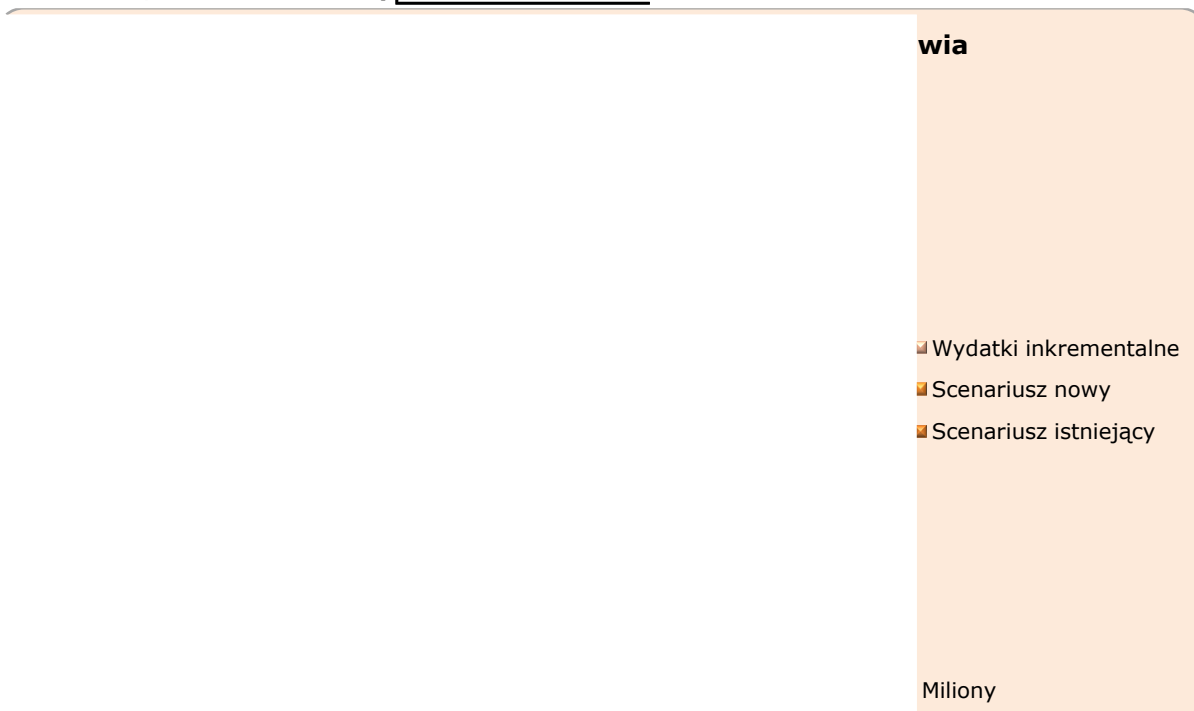 wia
Wydatki inkrementalne
Scenariusz nowy
Scenariusz istniejący
Miliony